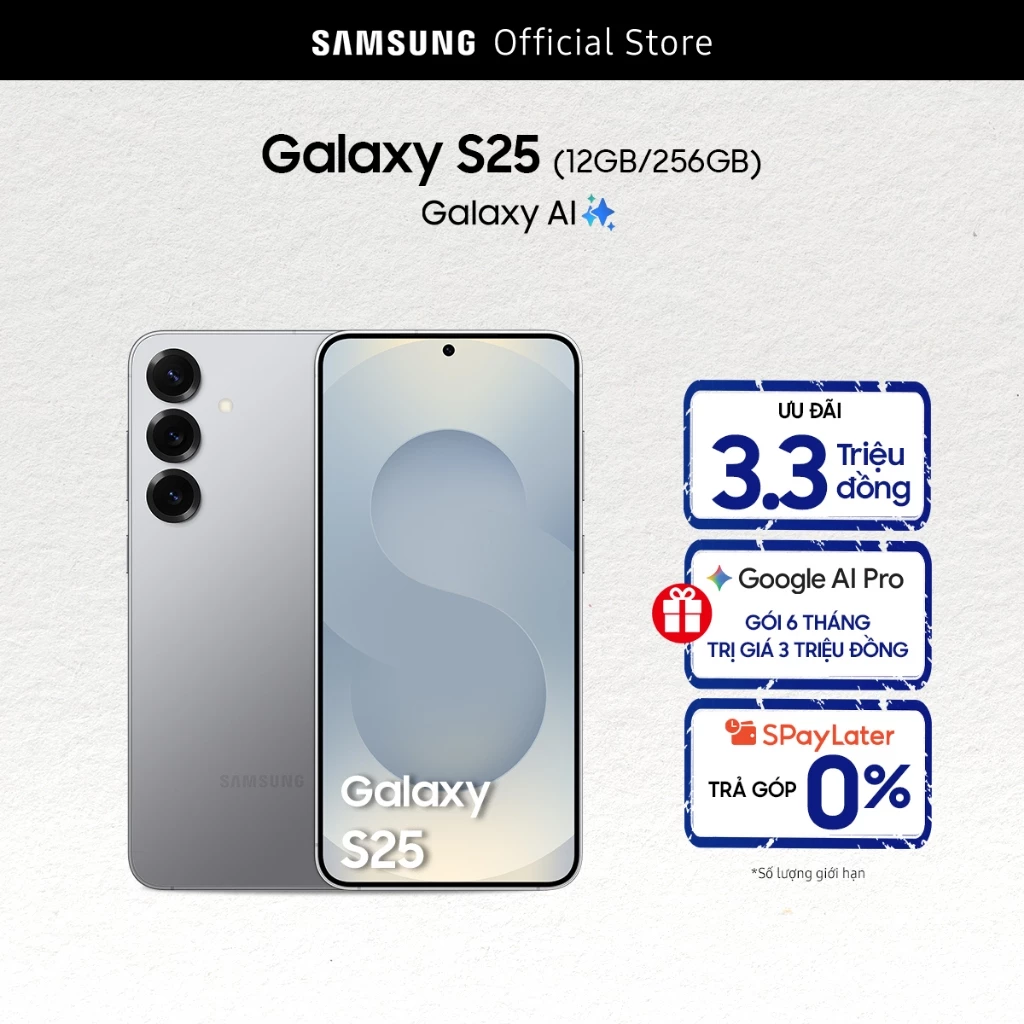 SAMSUNG Official Store
Galaxy S25 (12GB/256GB)
Galaxy AI
SAMSUNG
Galaxy
S25
ƯU ĐÃI
3.3 Triệu đồng
Google AI Pro
GÓI 6 THÁNG
TRỊ GIÁ 3 TRIỆU ĐỒNG
SPayLater
TRẢ GÓP 0%
*Số lượng giới hạn